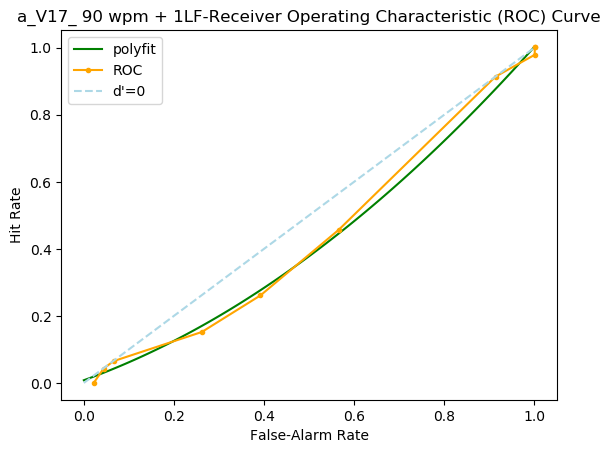 a_V17_ 90 wpm + 1LF-Receiver Operating Characteristic (ROC) Curve
polyfit
ROC
d'=0
1.0
0.8
0.6
0.4
0.2
0.0
Hit Rate
0.0 0.2 0.4 0.6 0.8 1.0
False-Alarm Rate